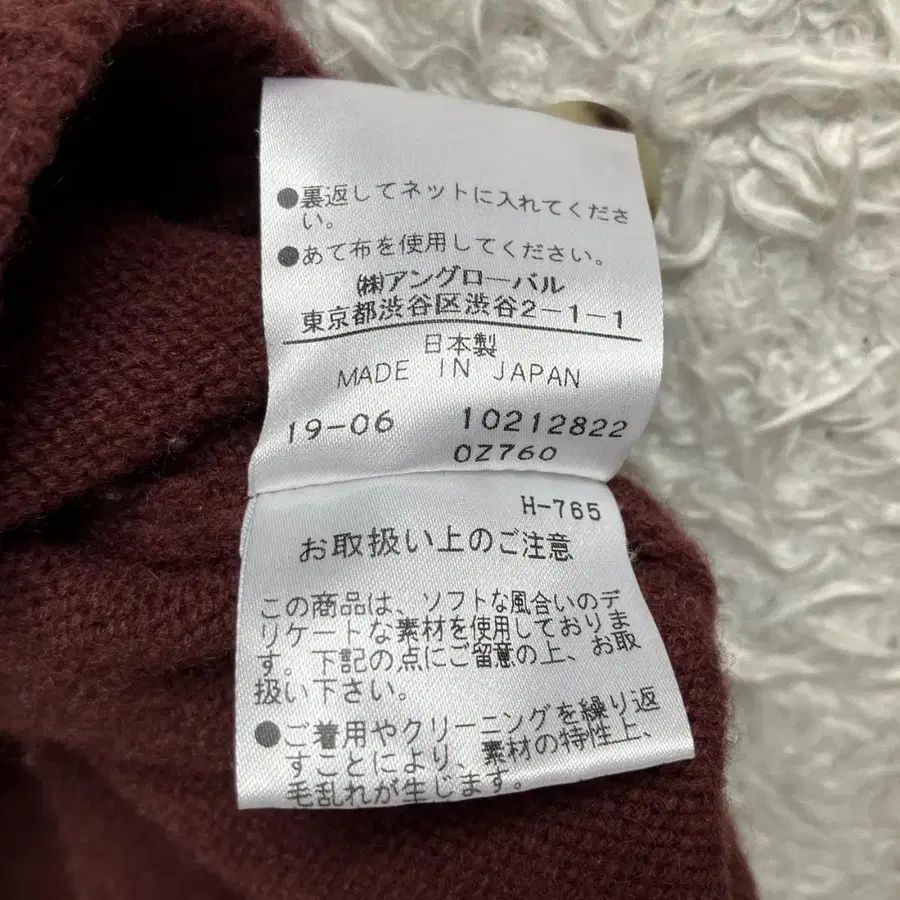 ●裏返してネットに入れてくださ
い。
●あて布を使用してください。
㈱アングローバル
東京都渋谷区渋谷2-1-1
日本製
MADE IN JAPAN
19-06 10212822
0Z760
H-765
お取扱い上のご注意
この商品は、ソフトな風合いのデ
リケートな素材を使用しておりま
す。下記の点にご留意の上、お取
扱い下さい。
●ご着用やクリーニングを繰り返
すことにより、素材の特性上、
毛乱れが生じます。